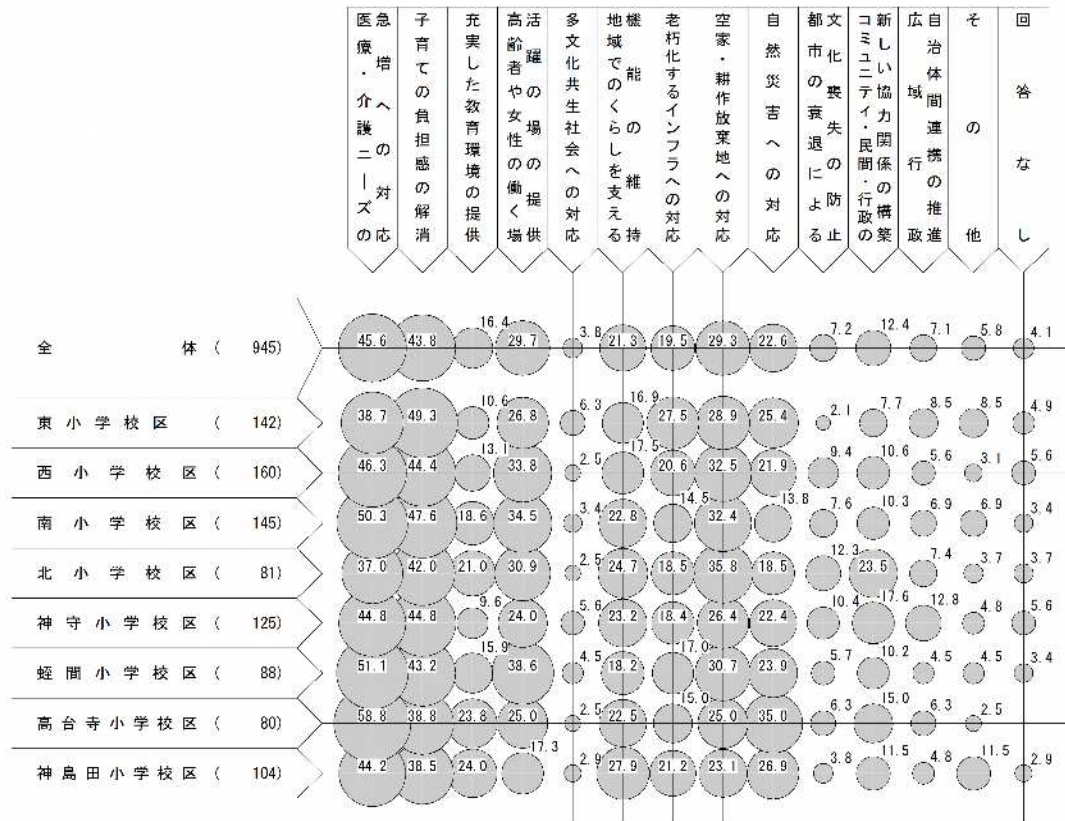 医療・介護ニーズの
急増への対応
子育ての負担感の解消
充実した教育環境の提供
高齢者や女性の働く場
活躍の場の提供
多文化共生社会への対応
地域でのくらしを支える
機能の維持
老朽化するインフラへの対応
空家・耕作放棄地への対応
自然災害への対応
都市の衰退による
文化喪失の防止
コミュニティ・民間・行政の
新しい協力関係の構築
広域行政
自治体間連携の推進
その他
回答なし
全体 ( 945) 45.6 43.8 16.4 29.7 3.8 21.3 19.5 29.3 22.6 7.2 12.4 7.1 5.8 4.1
東小学校区 ( 142) 38.7 49.3 10.6 26.8 6.3 16.9 27.5 28.9 25.4 2.1 7.7 8.5 8.5 4.9
西小学校区 ( 160) 46.3 44.4 13.1 33.8 2.5 17.5 20.6 32.5 21.9 9.4 10.6 5.6 3.1 5.6
南小学校区 ( 145) 50.3 47.6 18.6 34.5 3.4 22.8 14.5 32.4 13.8 7.6 10.3 6.9 6.9 3.4
北小学校区 ( 81) 37.0 42.0 21.0 30.9 2.5 24.7 18.5 35.8 18.5 12.3 23.5 7.4 3.7 3.7
神守小学校区 ( 125) 44.8 44.8 9.6 24.0 5.6 23.2 18.4 26.4 22.4 10.4 17.6 12.8 4.8 5.6
蛭間小学校区 ( 88) 51.1 43.2 15.9 38.6 4.5 18.2 17.0 30.7 23.9 5.7 10.2 4.5 4.5 3.4
高台寺小学校区 ( 80) 58.8 38.8 23.8 25.0 2.5 22.5 15.0 25.0 35.0 6.3 15.0 6.3 2.5
神島田小学校区 ( 104) 44.2 38.5 24.0 17.3 2.9 27.9 21.2 23.1 26.9 3.8 11.5 4.8 11.5 2.9